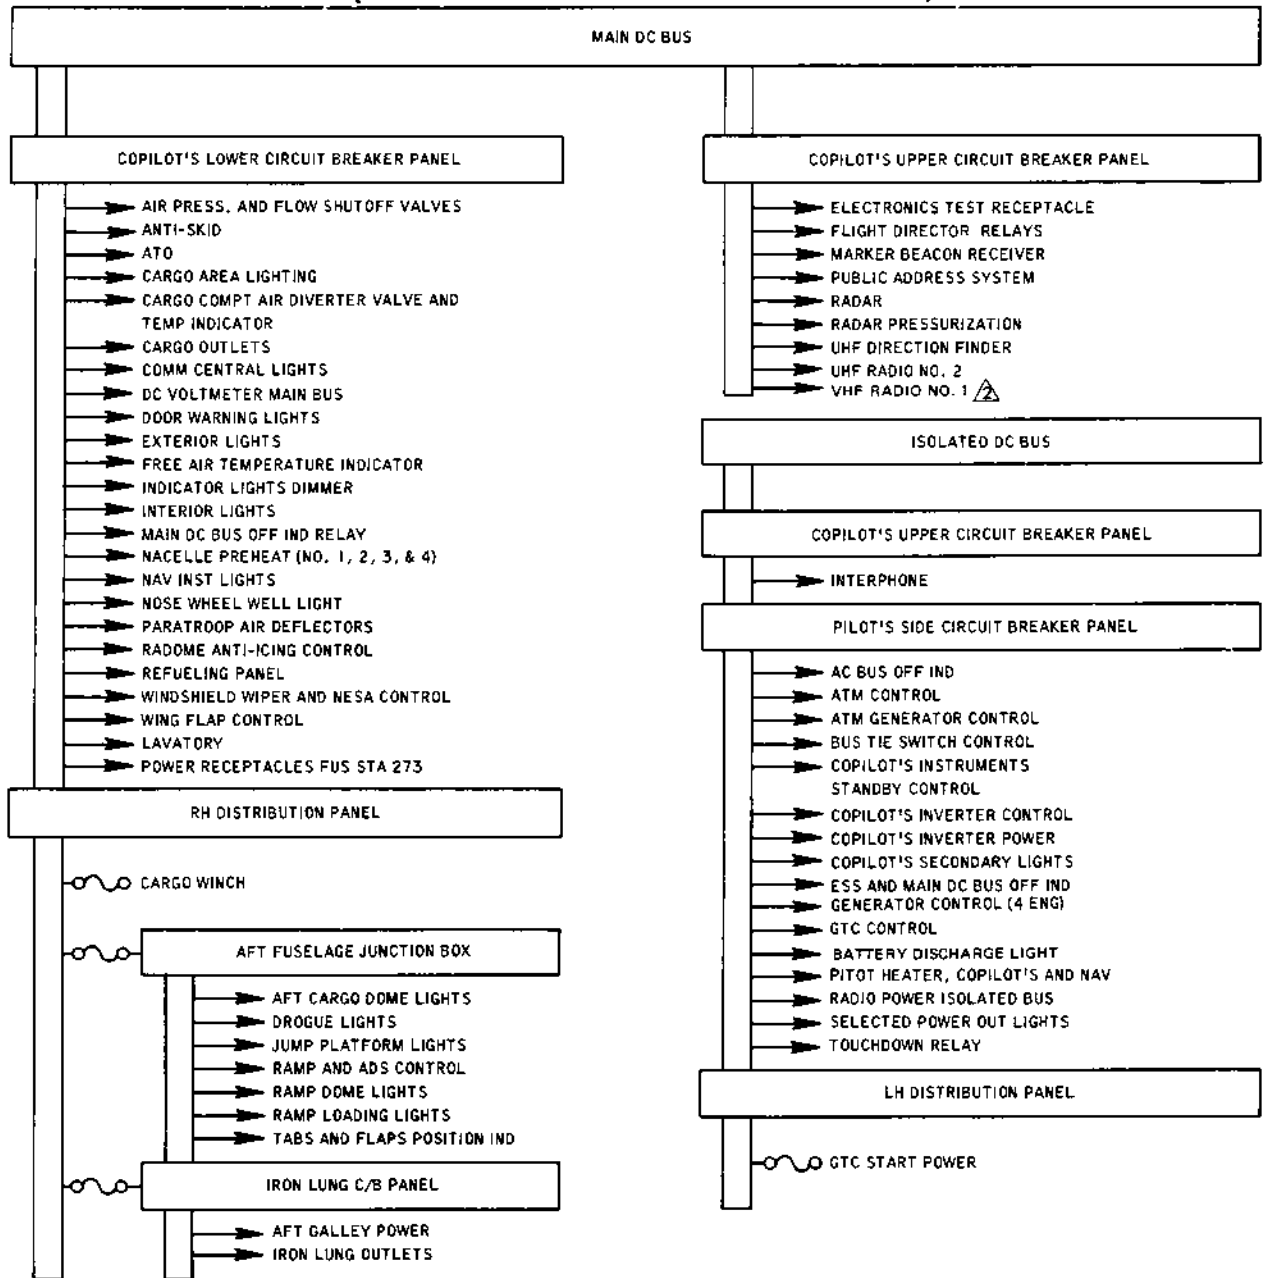 MAIN DC BUS
COPILOT'S LOWER CIRCUIT BREAKER PANEL
AIR PRESS. AND FLOW SHUTOFF VALVES
ANTI-SKID
ATO
CARGO AREA LIGHTING
CARGO COMPT AIR DIVERTER VALVE AND
TEMP INDICATOR
CARGO OUTLETS
COMM CENTRAL LIGHTS
DC VOLTMETER MAIN BUS
DOOR WARNING LIGHTS
EXTERIOR LIGHTS
FREE AIR TEMPERATURE INDICATOR
INDICATOR LIGHTS DIMMER
INTERIOR LIGHTS
MAIN DC BUS OFF IND RELAY
NACELLE PREHEAT (NO. 1, 2, 3, & 4)
NAV INST LIGHTS
NOSE WHEEL WELL LIGHT
PARATROOP AIR DEFLECTORS
RADOME ANTI-ICING CONTROL
REFUELING PANEL
WINDSHIELD WIPER AND NESA CONTROL
WING FLAP CONTROL
LAVATORY
POWER RECEPTACLES FUS STA 273
RH DISTRIBUTION PANEL
CARGO WINCH
AFT FUSELAGE JUNCTION BOX
AFT CARGO DOME LIGHTS
DROGUE LIGHTS
JUMP PLATFORM LIGHTS
RAMP AND ADS CONTROL
RAMP DOME LIGHTS
RAMP LOADING LIGHTS
TABS AND FLAPS POSITION IND
IRON LUNG C/B PANEL
AFT GALLEY POWER
IRON LUNG OUTLETS
COPILOT'S UPPER CIRCUIT BREAKER PANEL
ELECTRONICS TEST RECEPTACLE
FLIGHT DIRECTOR RELAYS
MARKER BEACON RECEIVER
PUBLIC ADDRESS SYSTEM
RADAR
RADAR PRESSURIZATION
UHF DIRECTION FINDER
UHF RADIO NO. 2
VHF RADIO NO. 1 2
ISOLATED DC BUS
COPILOT'S UPPER CIRCUIT BREAKER PANEL
INTERPHONE
PILOT'S SIDE CIRCUIT BREAKER PANEL
AC BUS OFF IND
ATM CONTROL
ATM GENERATOR CONTROL
BUS TIE SWITCH CONTROL
COPILOT'S INSTRUMENTS
STANDBY CONTROL
COPILOT'S INVERTER CONTROL
COPILOT'S INVERTER POWER
COPILOT'S SECONDARY LIGHTS
ESS AND MAIN DC BUS OFF IND
GENERATOR CONTROL (4 ENG)
GTC CONTROL
BATTERY DISCHARGE LIGHT
PITOT HEATER, COPILOT'S AND NAV
RADIO POWER ISOLATED BUS
SELECTED POWER OUT LIGHTS
TOUCHDOWN RELAY
LH DISTRIBUTION PANEL
GTC START POWER